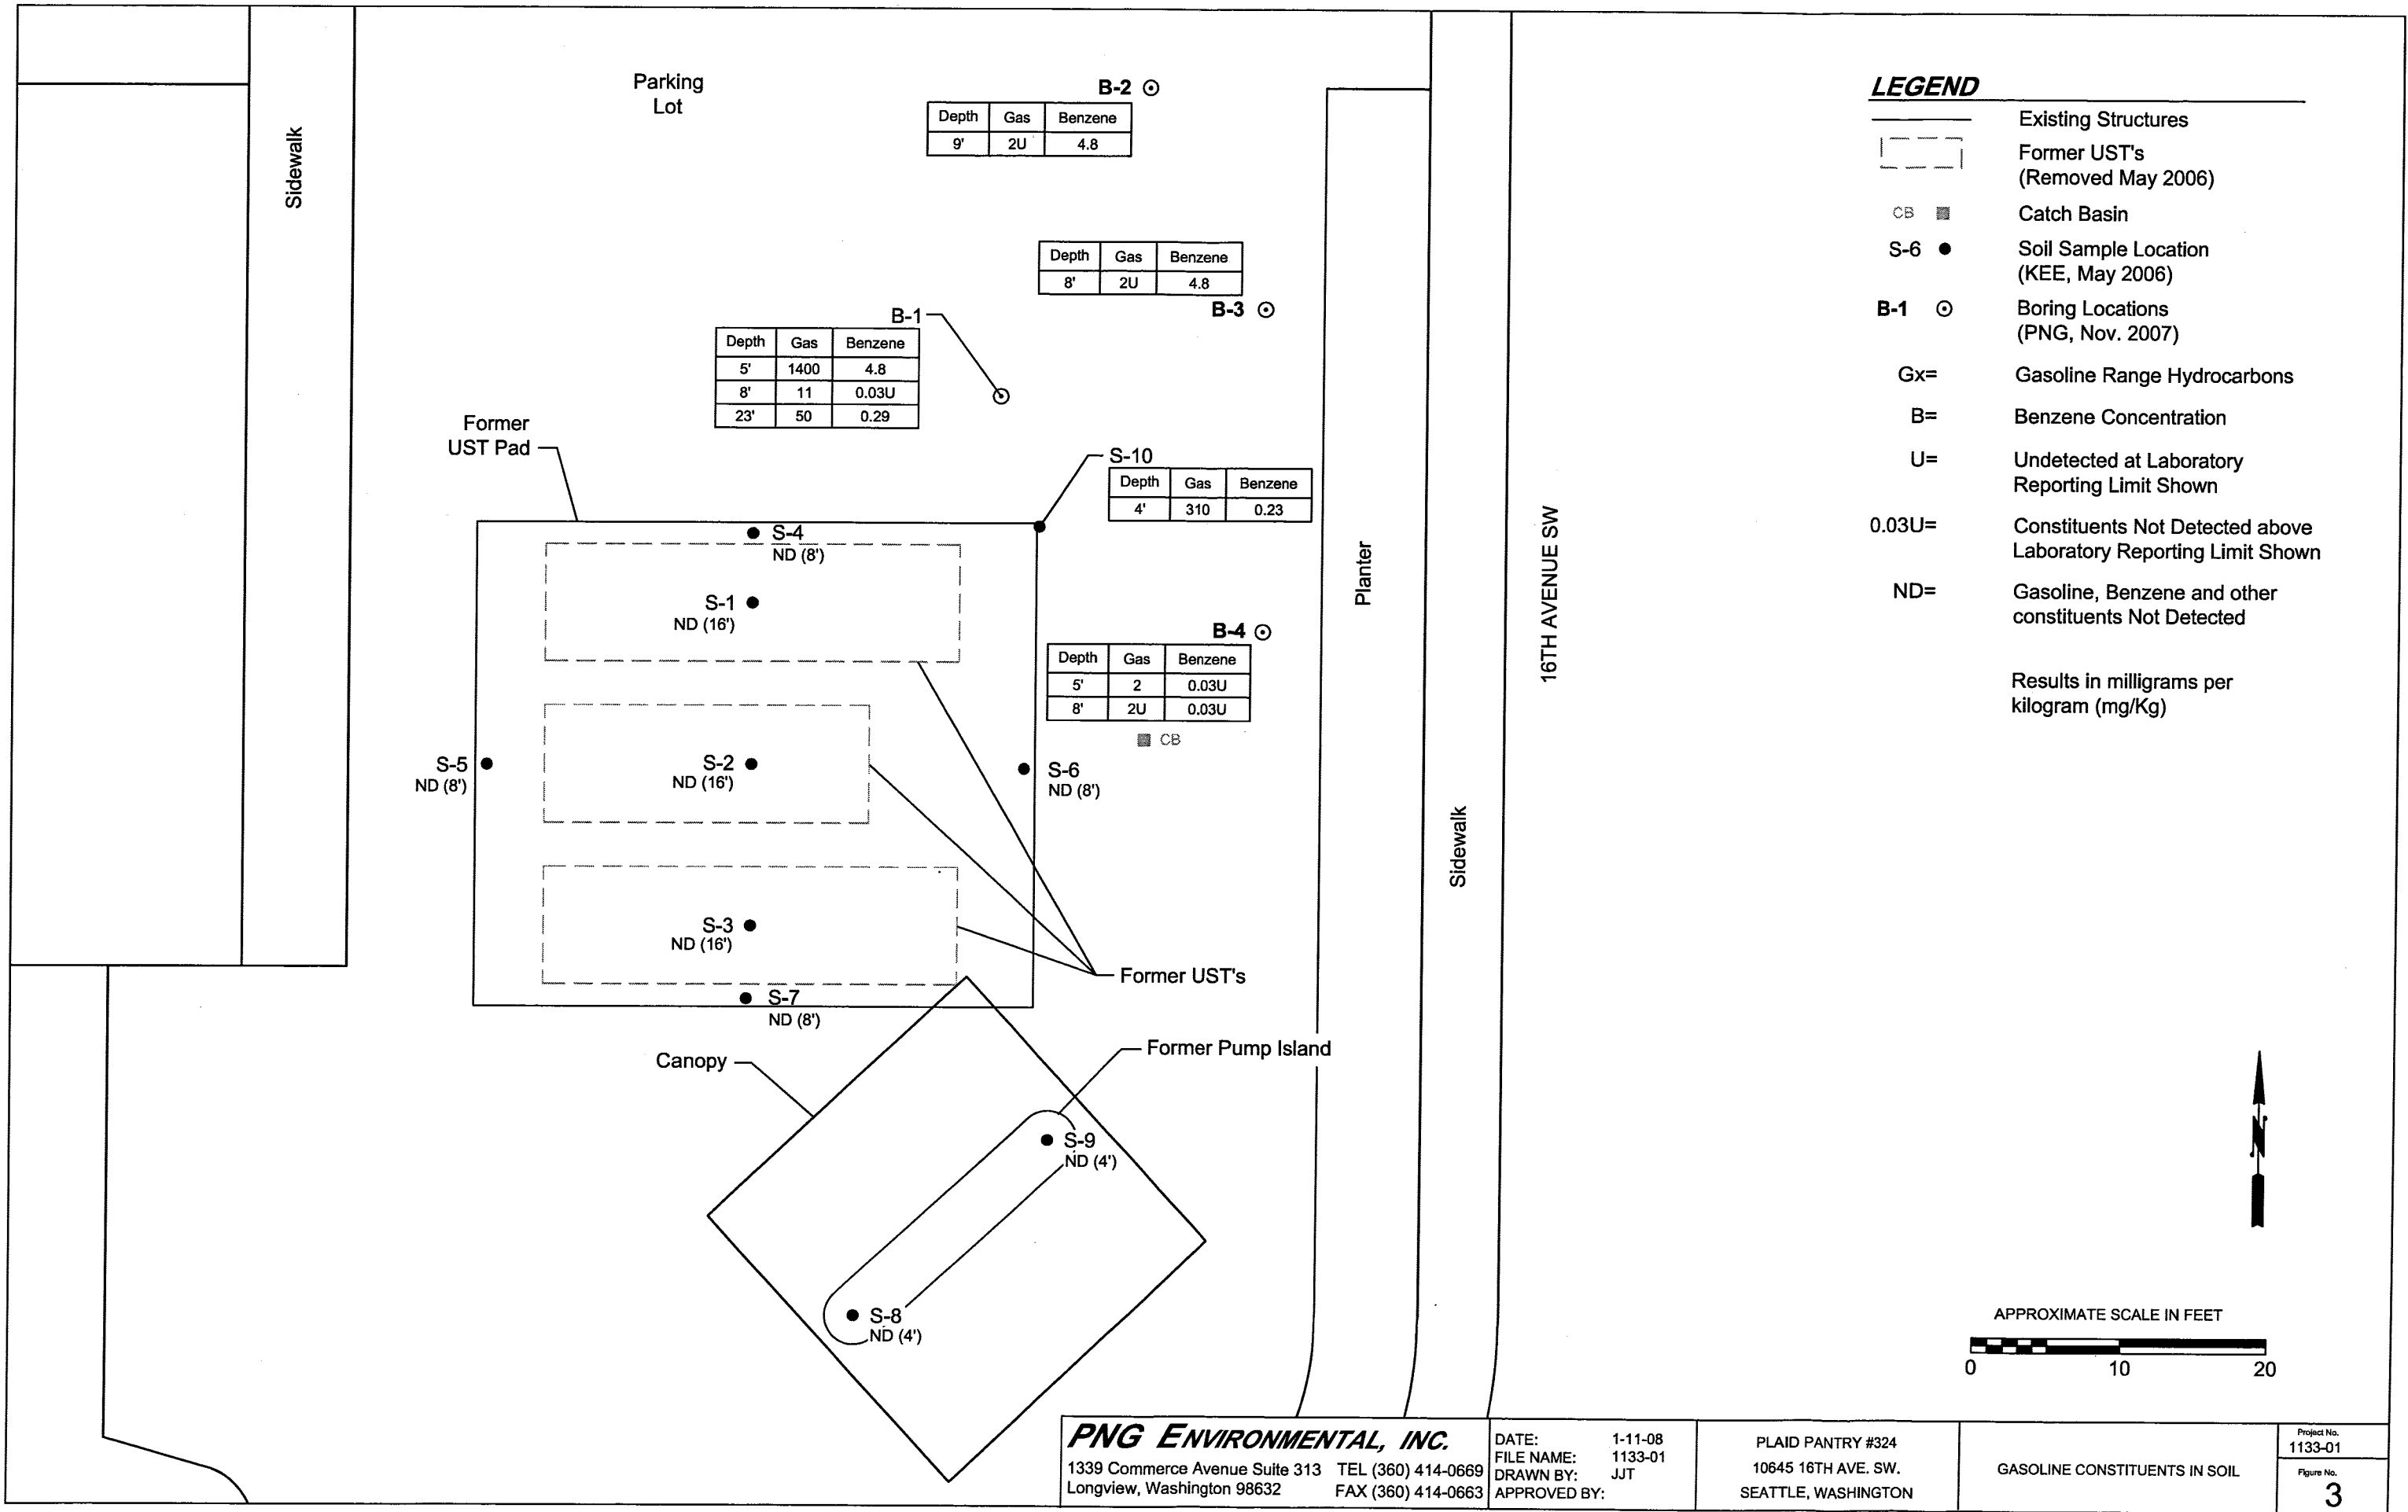 Parking
Lot
Sidewalk
B-2
Depth Gas Benzene
9' 2U 4.8
Depth Gas Benzene
8' 2U 4.8
B-3
B-1
Depth Gas Benzene
5' 1400 4.8
8' 11 0.03U
23' 50 0.29
Former
UST Pad
S-10
Depth Gas Benzene
4' 310 0.23
S-4
ND (8')
S-1
ND (16')
B-4
Depth Gas Benzene
5' 2 0.03U
8' 2U 0.03U
CB
S-5
ND (8')
S-2
ND (16')
S-6
ND (8')
S-3
ND (16')
Former UST's
S-7
ND (8')
Canopy
Former Pump Island
S-9
ND (4')
S-8
ND (4')
Planter
Sidewalk
16TH AVENUE SW
LEGEND
Existing Structures
Former UST's
(Removed May 2006)
CB Catch Basin
S-6 Soil Sample Location
(KEE, May 2006)
B-1 Boring Locations
(PNG, Nov. 2007)
Gx= Gasoline Range Hydrocarbons
B= Benzene Concentration
U= Undetected at Laboratory
Reporting Limit Shown
0.03U= Constituents Not Detected above
Laboratory Reporting Limit Shown
ND= Gasoline, Benzene and other
constituents Not Detected
Results in milligrams per
kilogram (mg/Kg)
N
APPROXIMATE SCALE IN FEET
0 10 20
PNG ENVIRONMENTAL, INC.
1339 Commerce Avenue Suite 313 TEL (360) 414-0669
Longview, Washington 98632 FAX (360) 414-0663
DATE: 1-11-08
FILE NAME: 1133-01
DRAWN BY: JJT
APPROVED BY:
PLAID PANTRY #324
10645 16TH AVE. SW.
SEATTLE, WASHINGTON
GASOLINE CONSTITUENTS IN SOIL
Project No.
1133-01
Figure No.
3